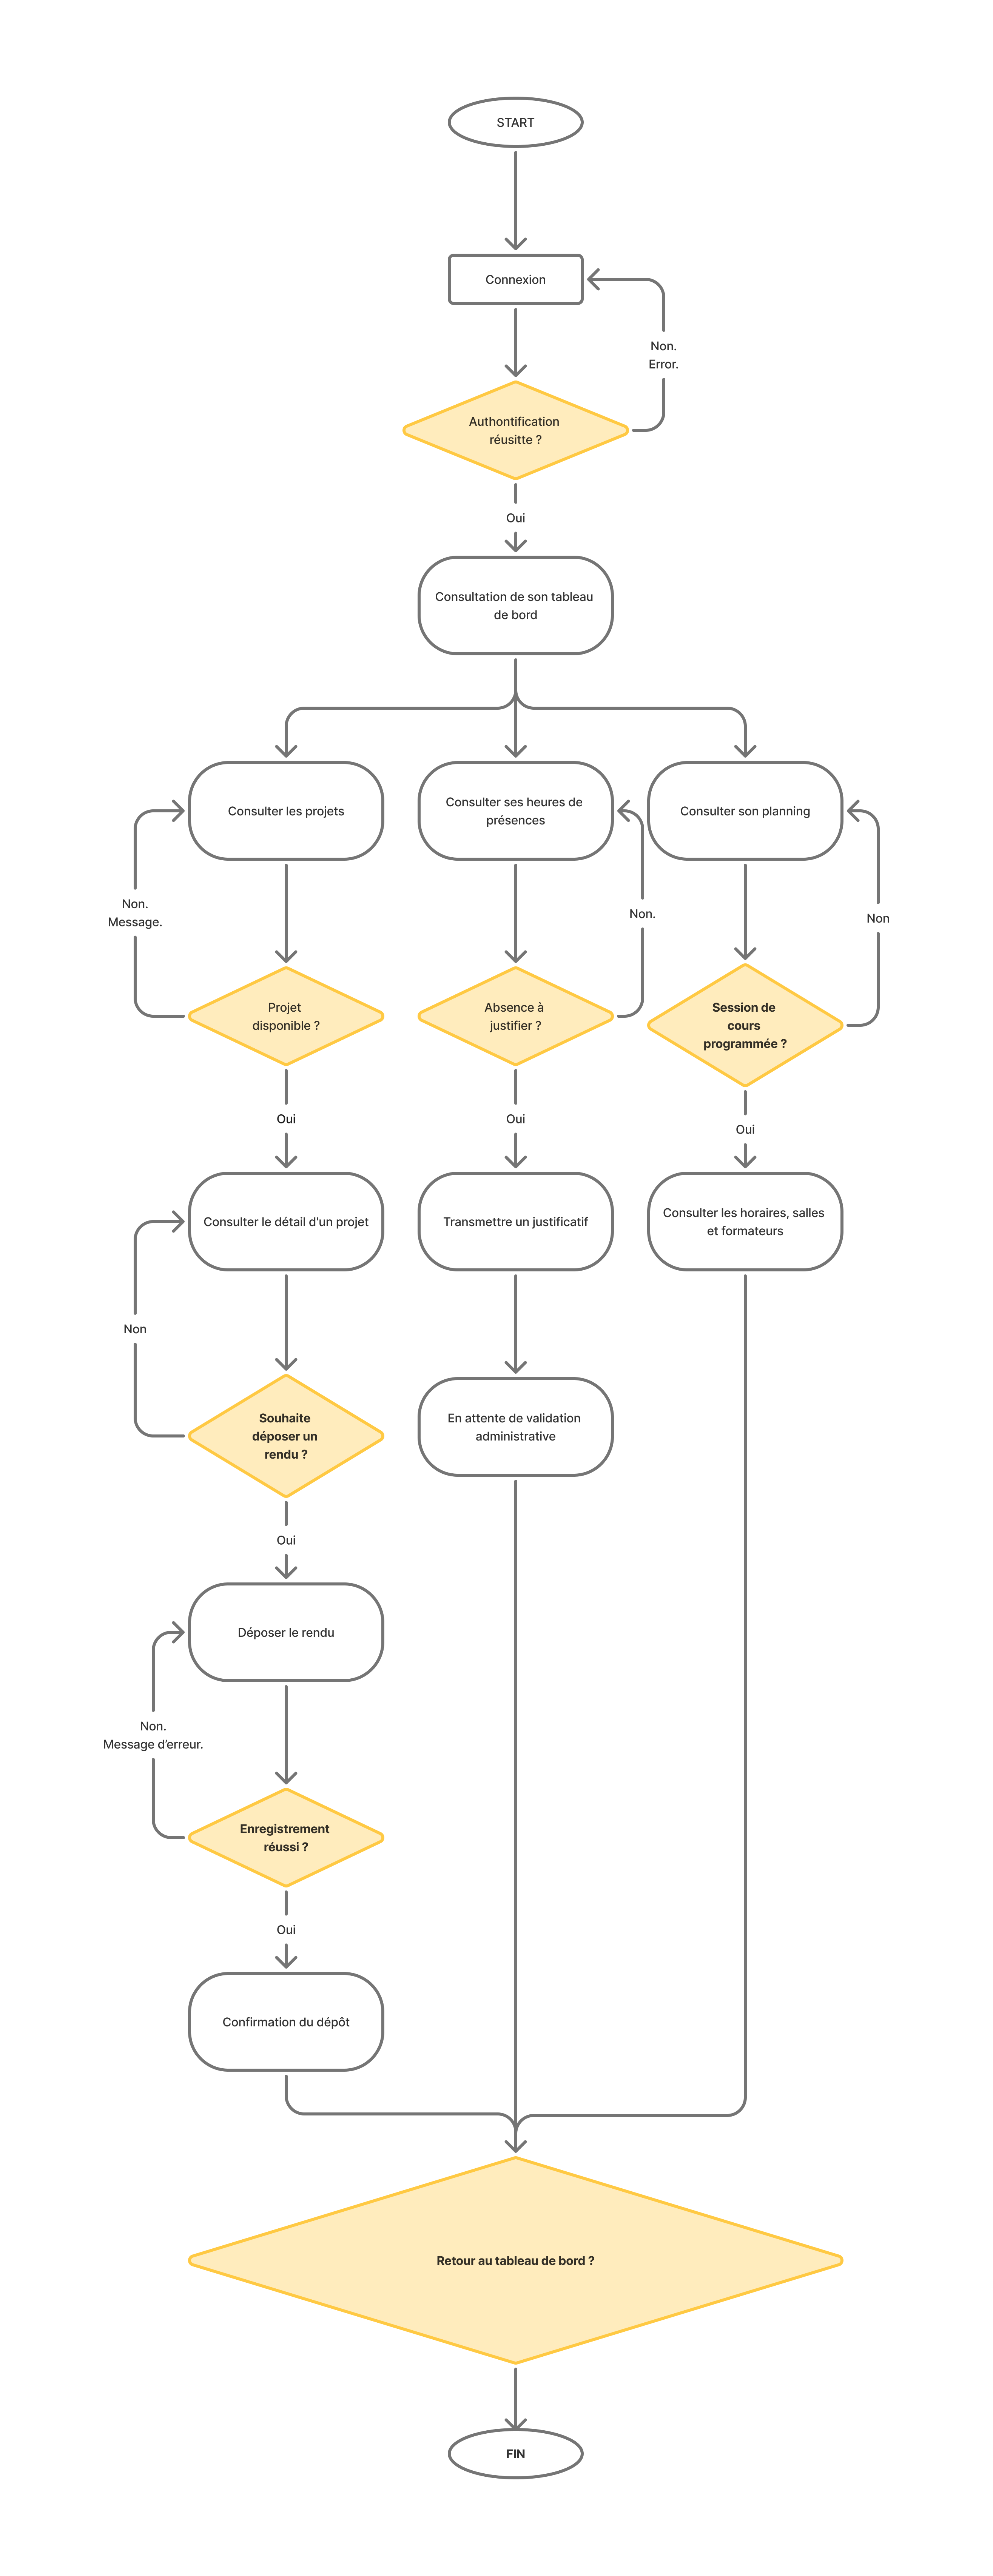 START
Connexion
Non.
Error.
Authontification
réusitte ?
Oui
Consultation de son tableau
de bord
Consulter les projets
Consulter ses heures de
présences
Consulter son planning
Non.
Message.
Non.
Non
Projet
disponible ?
Absence à
justifier ?
Session de
cours
programmée ?
Oui
Oui
Oui
Consulter le détail d'un projet
Transmettre un justificatif
Consulter les horaires, salles
et formateurs
Non
Souhaite
déposer un
rendu ?
En attente de validation
administrative
Oui
Déposer le rendu
Non.
Message d'erreur.
Enregistrement
réussi ?
Oui
Confirmation du dépôt
Retour au tableau de bord ?
FIN